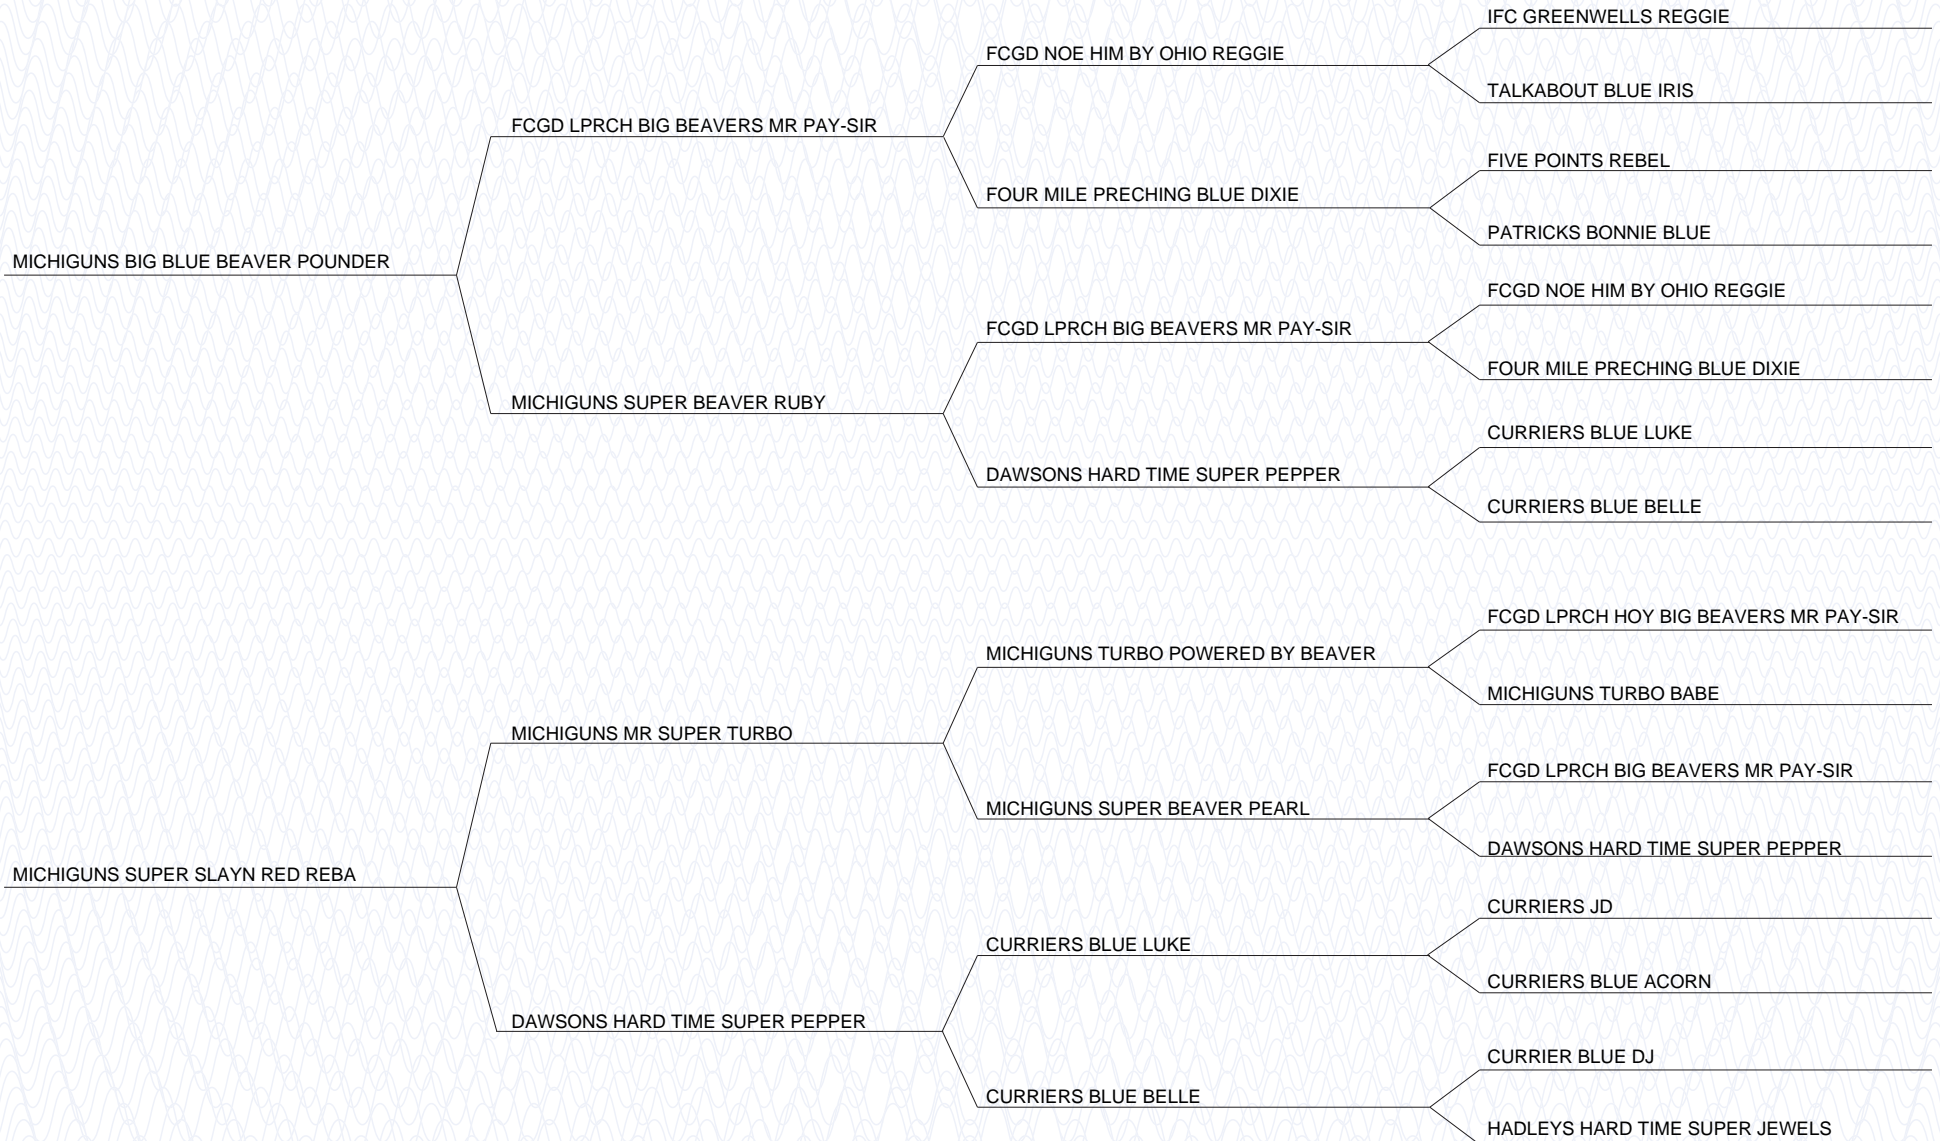 IFC GREENWELLS REGGIE
FCGD NOE HIM BY OHIO REGGIE
TALKABOUT BLUE IRIS
FCGD LPRCH BIG BEAVERS MR PAY-SIR
FIVE POINTS REBEL
FOUR MILE PRECHING BLUE DIXIE
PATRICKS BONNIE BLUE
MICHIGUNS BIG BLUE BEAVER POUNDER
FCGD NOE HIM BY OHIO REGGIE
FCGD LPRCH BIG BEAVERS MR PAY-SIR
FOUR MILE PRECHING BLUE DIXIE
MICHIGUNS SUPER BEAVER RUBY
CURRIERS BLUE LUKE
DAWSONS HARD TIME SUPER PEPPER
CURRIERS BLUE BELLE
FCGD LPRCH HOY BIG BEAVERS MR PAY-SIR
MICHIGUNS TURBO POWERED BY BEAVER
MICHIGUNS TURBO BABE
MICHIGUNS MR SUPER TURBO
FCGD LPRCH BIG BEAVERS MR PAY-SIR
MICHIGUNS SUPER BEAVER PEARL
DAWSONS HARD TIME SUPER PEPPER
MICHIGUNS SUPER SLAYN RED REBA
CURRIERS JD
CURRIERS BLUE LUKE
CURRIERS BLUE ACORN
DAWSONS HARD TIME SUPER PEPPER
CURRIER BLUE DJ
CURRIERS BLUE BELLE
HADLEYS HARD TIME SUPER JEWELS